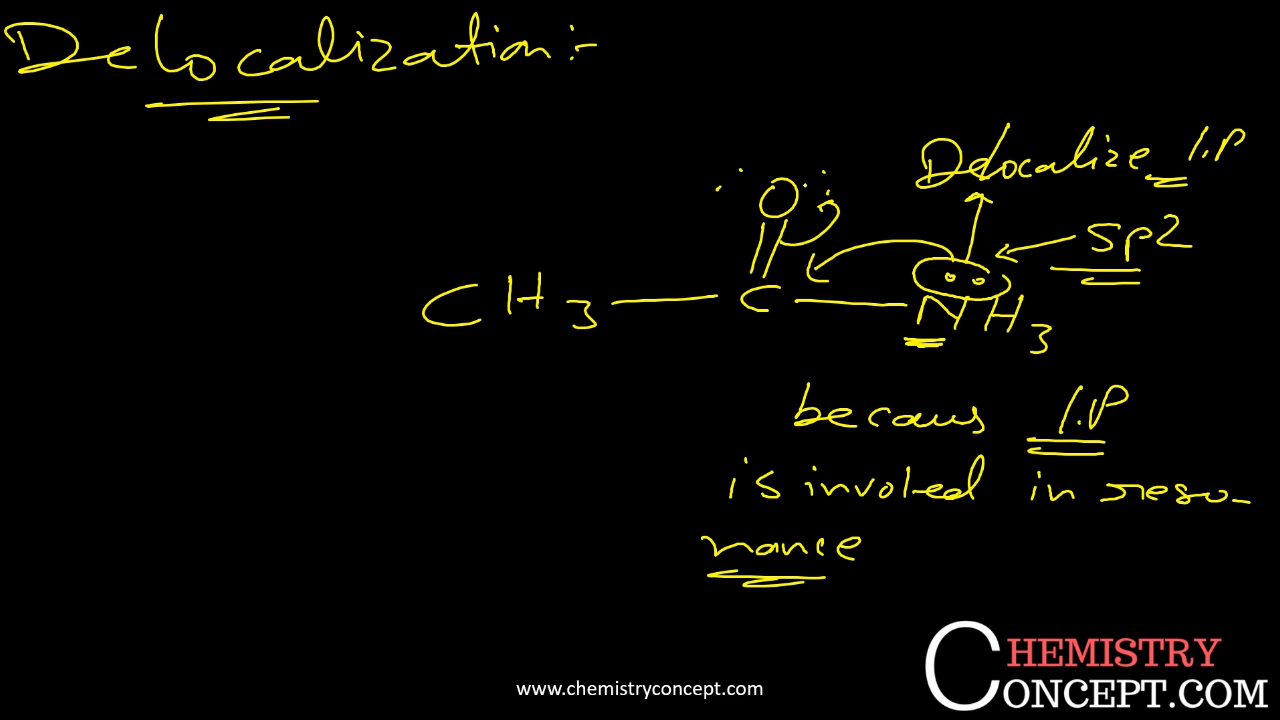 Delocalization :-
Delocalize l.P
O
sp2
CH3 — C — NH3
becaus l.P
is involed in reso-
nance
CHEMISTRY
CONCEPT.COM
www.chemistryconcept.com